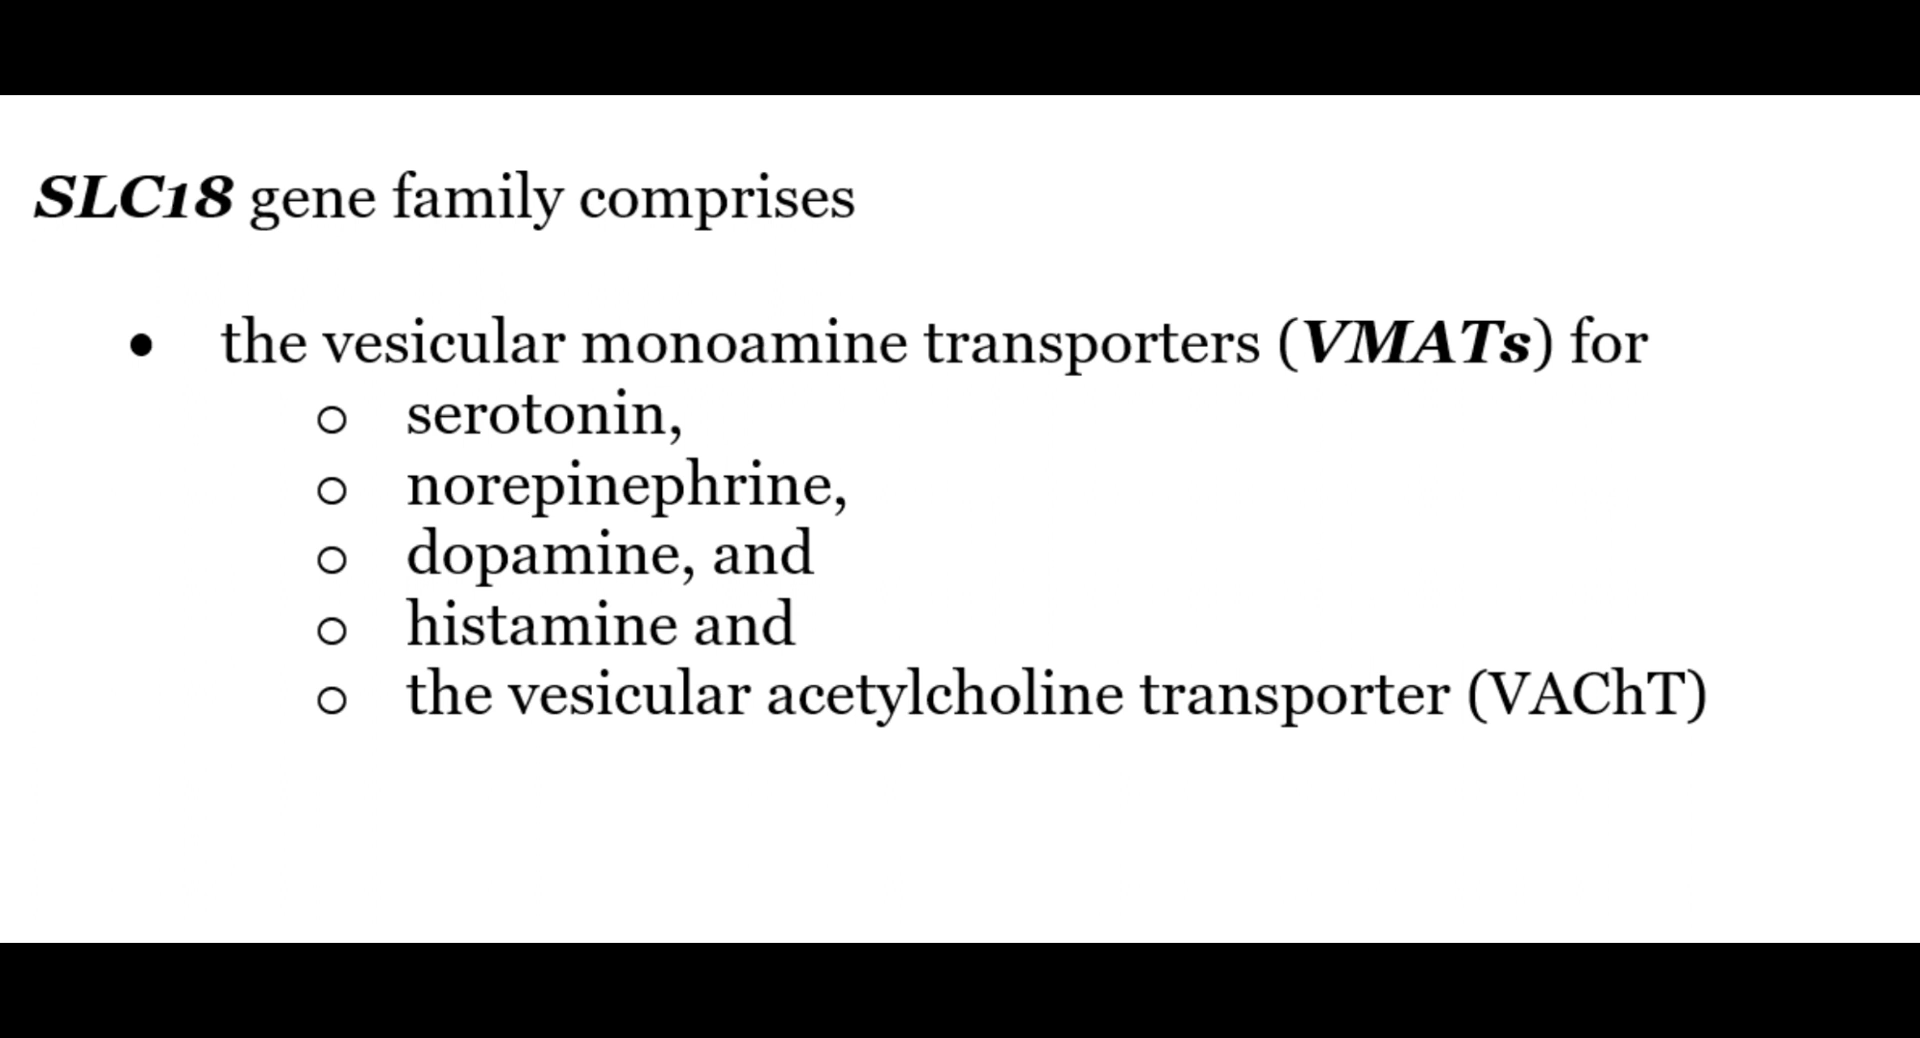 SLC18 gene family comprises
• the vesicular monoamine transporters (VMATs) for
o serotonin,
o norepinephrine,
o dopamine, and
o histamine and
o the vesicular acetylcholine transporter (VAChT)